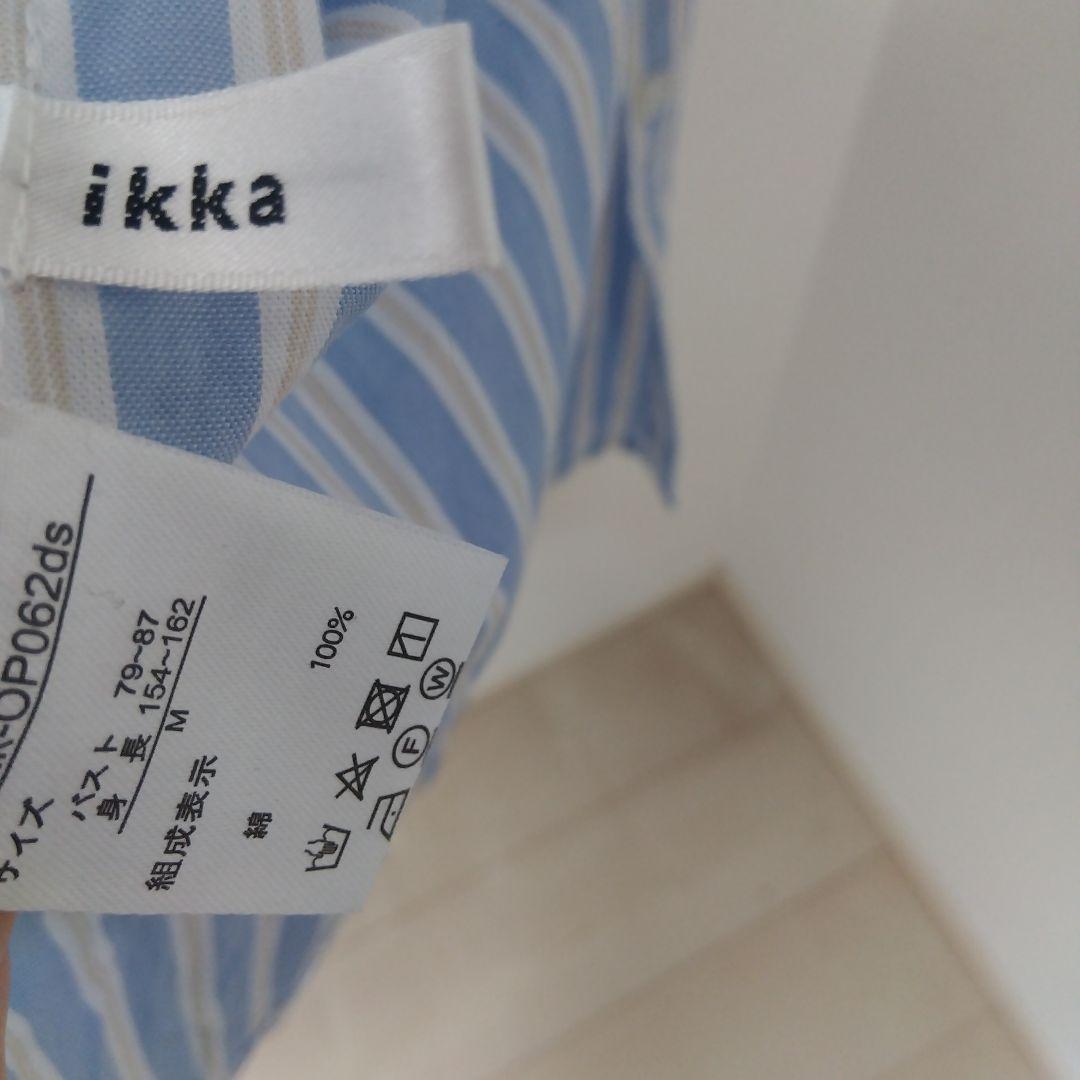 ikka
-OP062ds
サイズ
バスト 79~87
身長 154~162
M
組成表示
綿 100%
F W